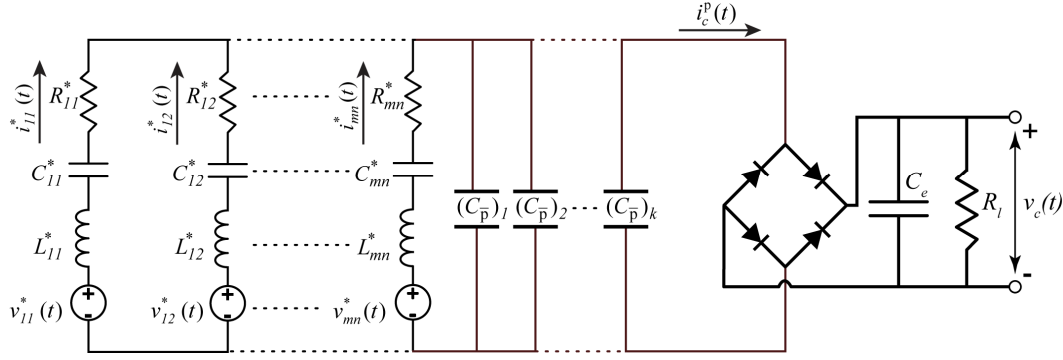 i_c^p(t)
i*_11(t) R*_11 i*_12(t) R*_12 i*_mn(t) R*_mn
C*_11 C*_12 C*_mn
(C_p̅)_1 (C_p̅)_2 (C_p̅)_k
C_e R_l + v_c(t) -
L*_11 L*_12 L*_mn
v*_11(t) + - v*_12(t) + - v*_mn(t) + -